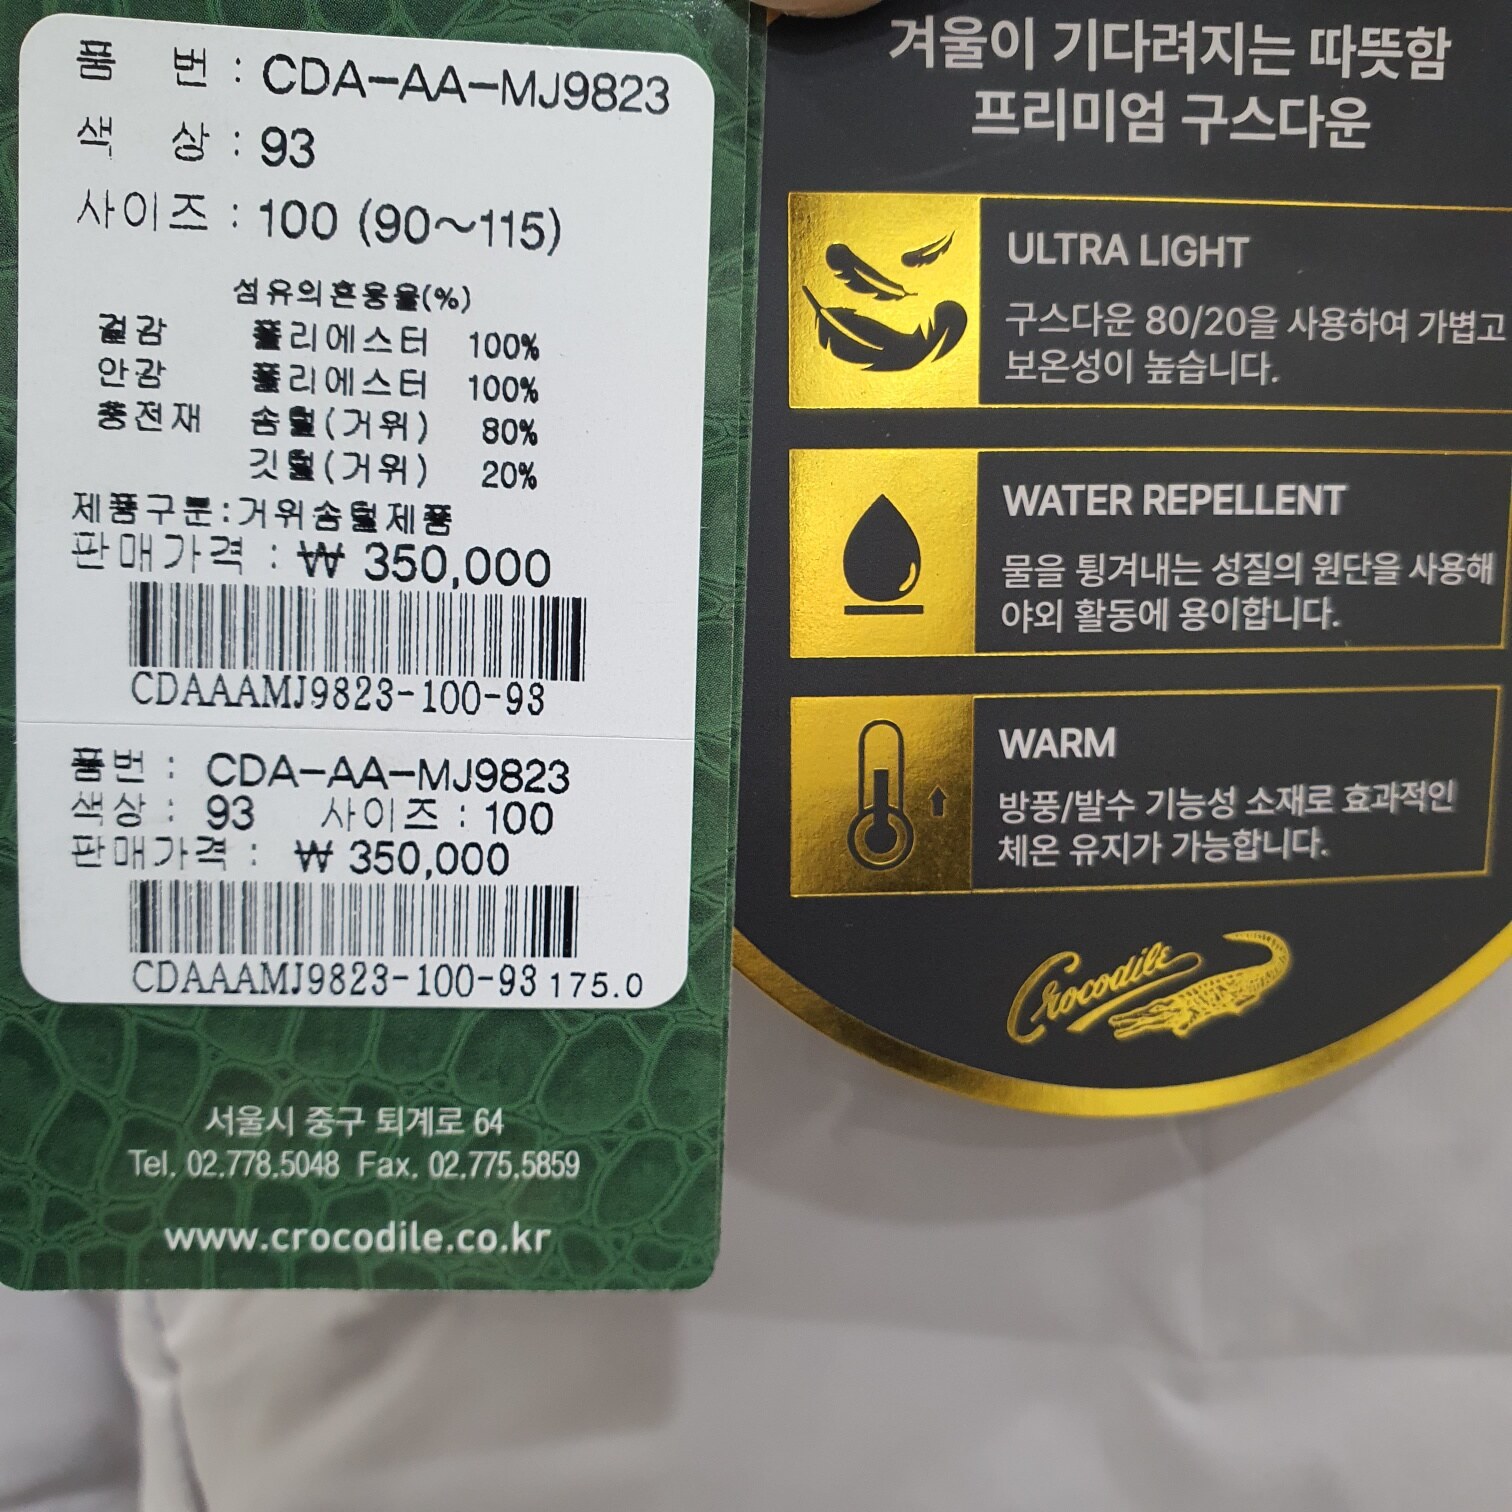 품 번 : CDA-AA-MJ9823
색 상 : 93
사이즈 : 100 (90~115)
섬유의혼용율(%)
겉감 폴리에스터 100%
안감 폴리에스터 100%
충전재 솜털(거위) 80%
깃털(거위) 20%
제품구분:거위솜털제품
판매가격 : ₩ 350,000
CDAAAMJ9823-100-93
품번 : CDA-AA-MJ9823
색상 : 93 사이즈 : 100
판매가격 : ₩ 350,000
CDAAAMJ9823-100-93 175.0
서울시 중구 퇴계로 64
Tel. 02.778.5048 Fax. 02.775.5859
www.crocodile.co.kr
겨울이 기다려지는 따뜻함
프리미엄 구스다운
ULTRA LIGHT
구스다운 80/20을 사용하여 가볍고
보온성이 높습니다.
WATER REPELLENT
물을 튕겨내는 성질의 원단을 사용해
야외 활동에 용이합니다.
WARM
방풍/발수 기능성 소재로 효과적인
체온 유지가 가능합니다.
Crocodile